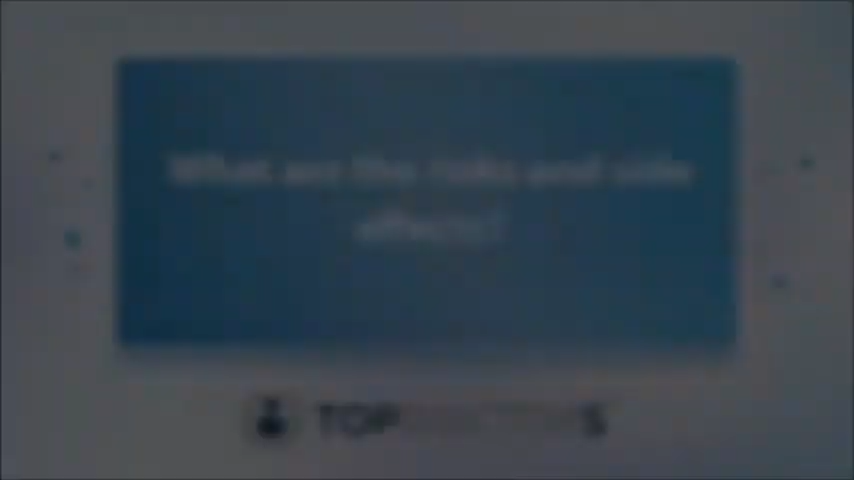 What are the risks and side
effects?
TOP